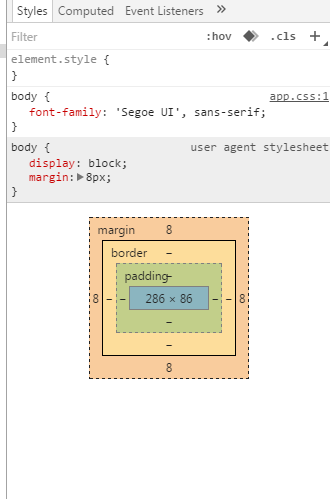 Styles Computed Event Listeners »
Filter :hov .cls +
element.style {
}
body { app.css:1
font-family: 'Segoe UI', sans-serif;
}
body { user agent stylesheet
display: block;
margin:▶8px;
}
margin 8
border –
padding –
8 – – 286 × 86 – – 8
–
–
8